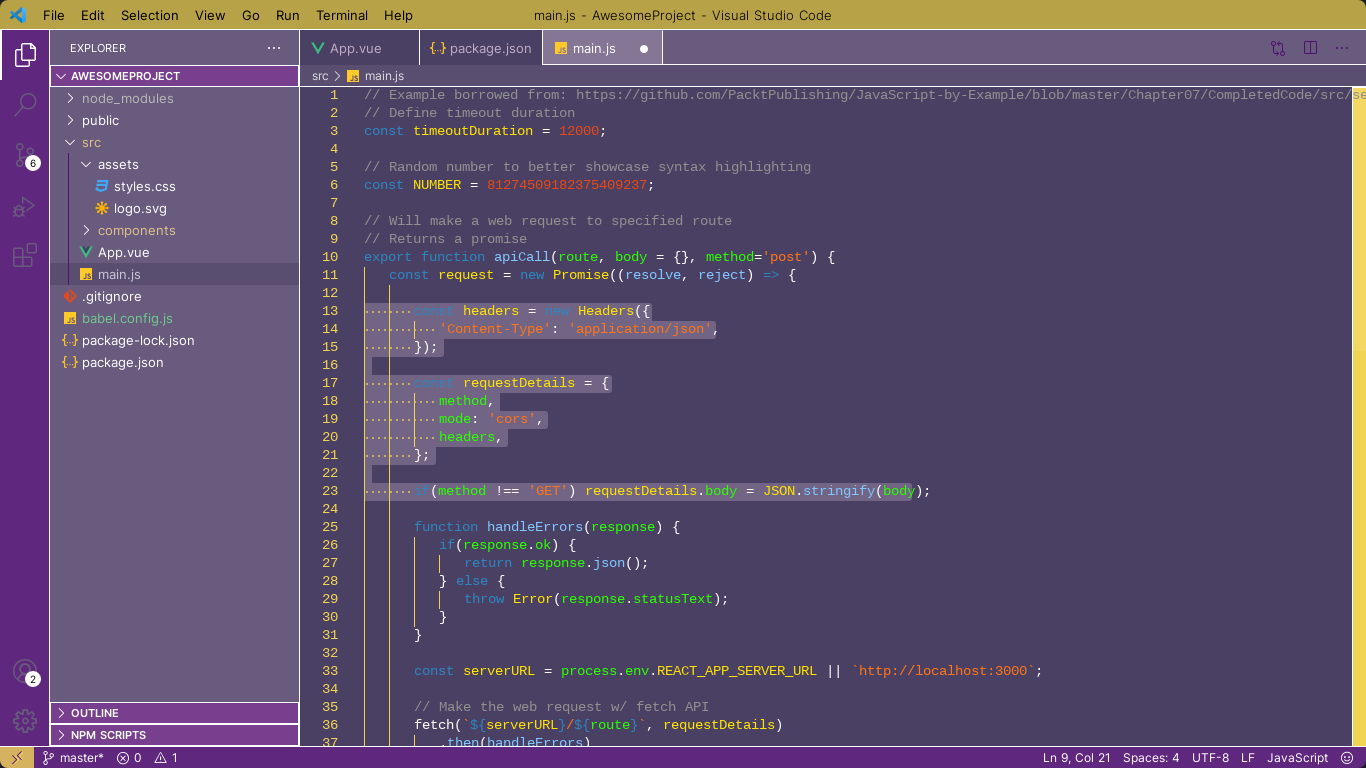 File Edit Selection View Go Run Terminal Help main.js - AwesomeProject - Visual Studio Code
EXPLORER
AWESOMEPROJECT
node_modules
public
src
assets
styles.css
logo.svg
components
App.vue
main.js
.gitignore
babel.config.js
package-lock.json
package.json
OUTLINE
NPM SCRIPTS
6
2
App.vue package.json main.js
src main.js
1 // Example borrowed from: https://github.com/PacktPublishing/JavaScript-by-Example/blob/master/Chapter07/CompletedCode/src/se
2 // Define timeout duration
3 const timeoutDuration = 12000;
4
5 // Random number to better showcase syntax highlighting
6 const NUMBER = 81274509182375409237;
7
8 // Will make a web request to specified route
9 // Returns a promise
10 export function apiCall(route, body = {}, method='post') {
11 const request = new Promise((resolve, reject) => {
12
13 const headers = new Headers({
14 'Content-Type': 'application/json',
15 });
16
17 const requestDetails = {
18 method,
19 mode: 'cors',
20 headers,
21 };
22
23 if(method !== 'GET') requestDetails.body = JSON.stringify(body);
24
25 function handleErrors(response) {
26 if(response.ok) {
27 return response.json();
28 } else {
29 throw Error(response.statusText);
30 }
31 }
32
33 const serverURL = process.env.REACT_APP_SERVER_URL || `http://localhost:3000`;
34
35 // Make the web request w/ fetch API
36 fetch(`${serverURL}/${route}`, requestDetails)
37 .then(handleErrors)
master* 0 1 Ln 9, Col 21 Spaces: 4 UTF-8 LF JavaScript